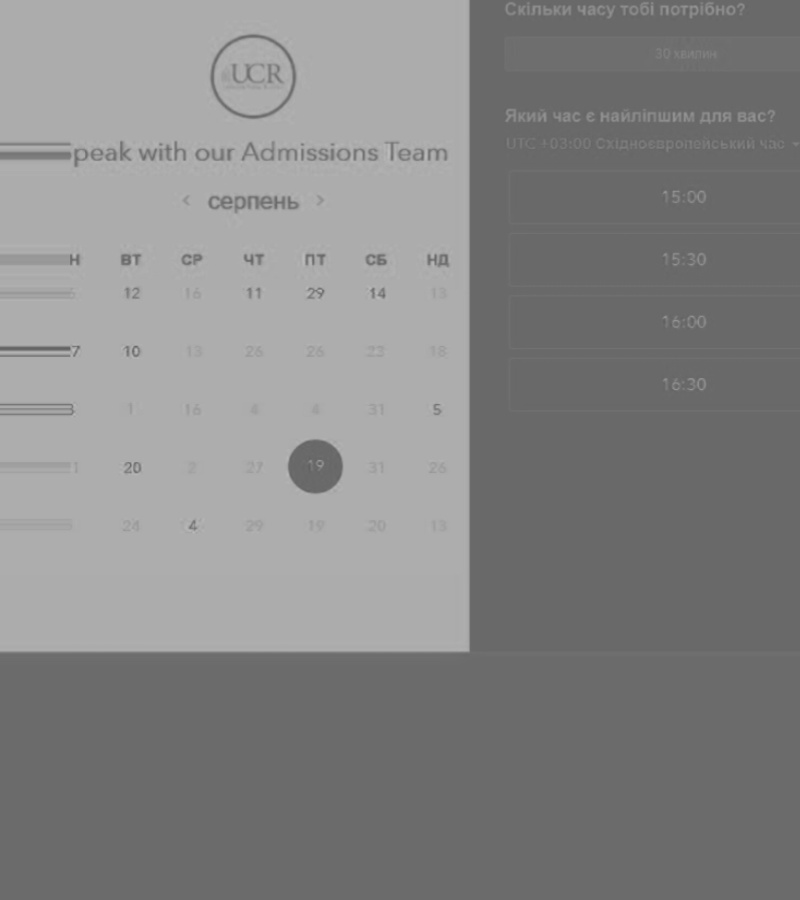 UCR
peak with our Admissions Team
‹ серпень ›
Н ВТ СР ЧТ ПТ СБ НД
12 16 11 29 14 13
7 10 13 26 26 23 18
3 1 16 4 4 31 5
1 20 2 27 19 31 26
24 4 29 19 20 13
Скільки часу тобі потрібно?
30 хвилин
Який час є найліпшим для вас?
UTC +03:00 Східноєвропейський час
15:00
15:30
16:00
16:30